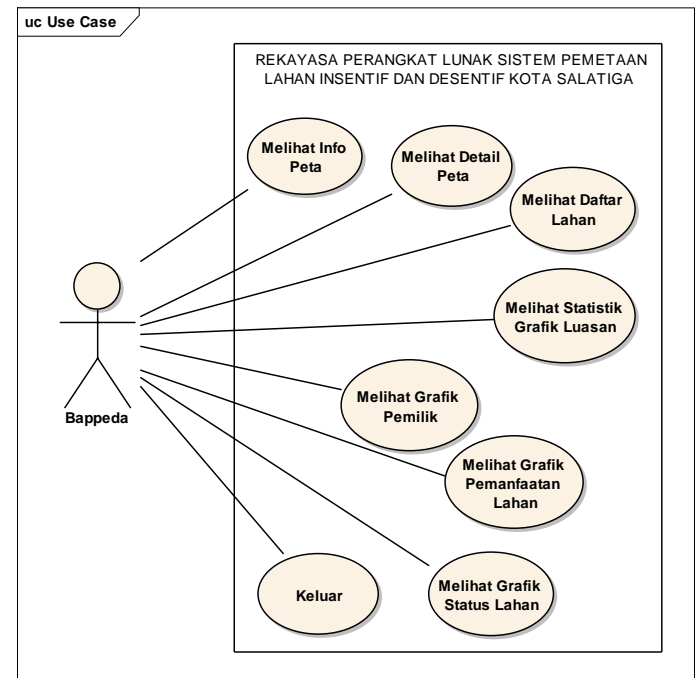 uc Use Case
REKAYASA PERANGKAT LUNAK SISTEM PEMETAAN
LAHAN INSENTIF DAN DESENTIF KOTA SALATIGA
Melihat Info
Peta
Melihat Detail
Peta
Melihat Daftar
Lahan
Melihat Statistik
Grafik Luasan
Melihat Grafik
Pemilik
Bappeda
Melihat Grafik
Pemanfaatan
Lahan
Keluar
Melihat Grafik
Status Lahan